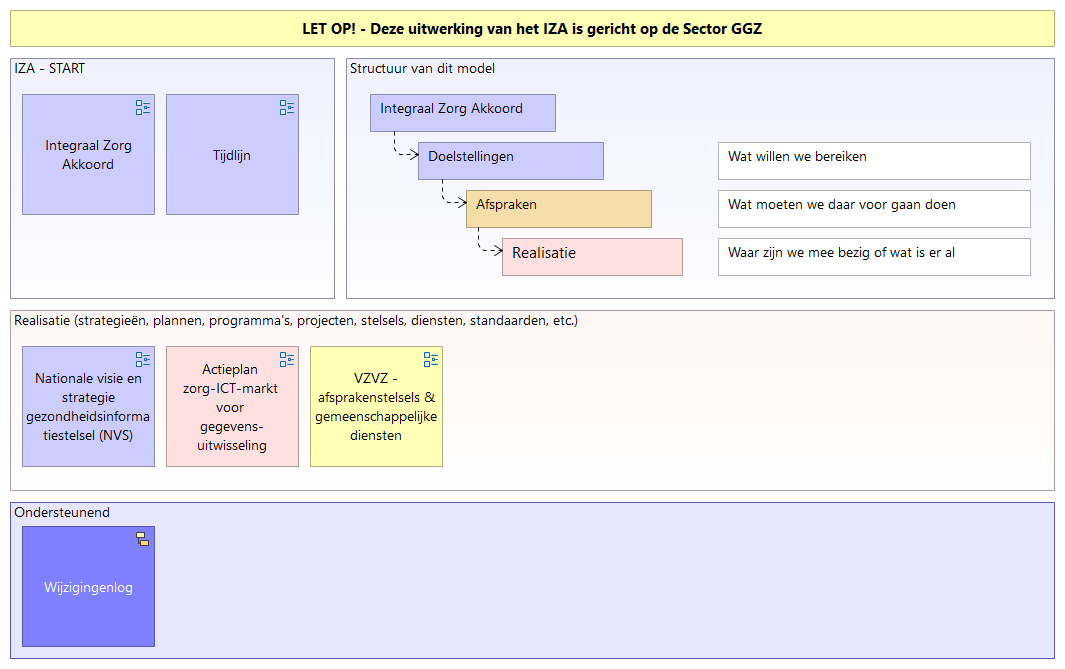 LET OP! - Deze uitwerking van het IZA is gericht op de Sector GGZ
IZA - START
Integraal Zorg
Akkoord
Tijdlijn
Structuur van dit model
Integraal Zorg Akkoord
Doelstellingen
Wat willen we bereiken
Afspraken
Wat moeten we daar voor gaan doen
Realisatie
Waar zijn we mee bezig of wat is er al
Realisatie (strategieën, plannen, programma's, projecten, stelsels, diensten, standaarden, etc.)
Nationale visie en
strategie
gezondheidsinforma
tiestelsel (NVS)
Actieplan
zorg-ICT-markt
voor
gegevens-
uitwisseling
VZVZ -
afsprakenstelsels &
gemeenschappelijke
diensten
Ondersteunend
Wijzigingenlog